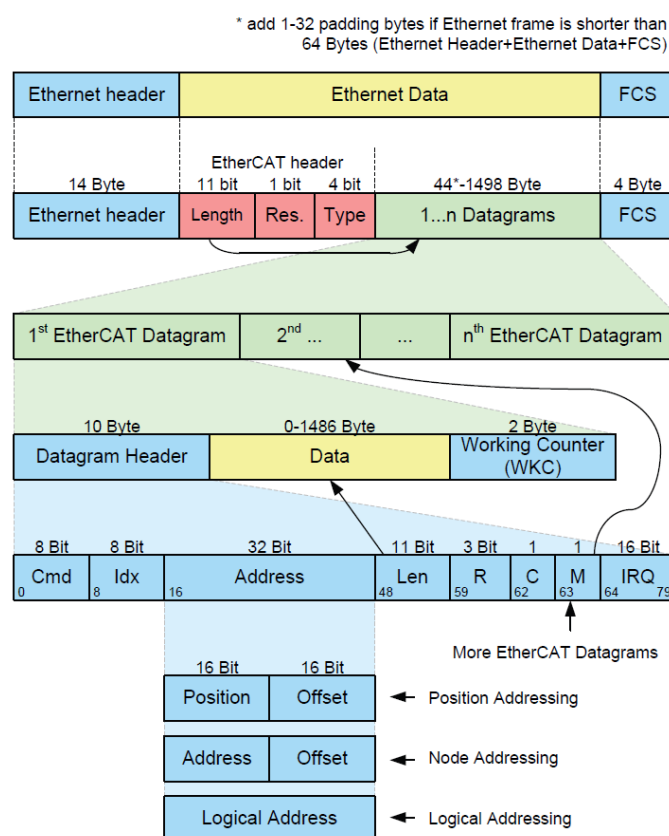 * add 1-32 padding bytes if Ethernet frame is shorter than
64 Bytes (Ethernet Header+Ethernet Data+FCS)
Ethernet header Ethernet Data FCS
EtherCAT header
14 Byte 11 bit 1 bit 4 bit 44*-1498 Byte 4 Byte
Ethernet header Length Res. Type 1...n Datagrams FCS
1st EtherCAT Datagram 2nd ... ... nth EtherCAT Datagram
10 Byte 0-1486 Byte 2 Byte
Datagram Header Data Working Counter
(WKC)
8 Bit 8 Bit 32 Bit 11 Bit 3 Bit 1 1 16 Bit
Cmd Idx Address Len R C M IRQ
0 8 16 48 59 62 63 64 79
More EtherCAT Datagrams
16 Bit 16 Bit
Position Offset Position Addressing
Address Offset Node Addressing
Logical Address Logical Addressing